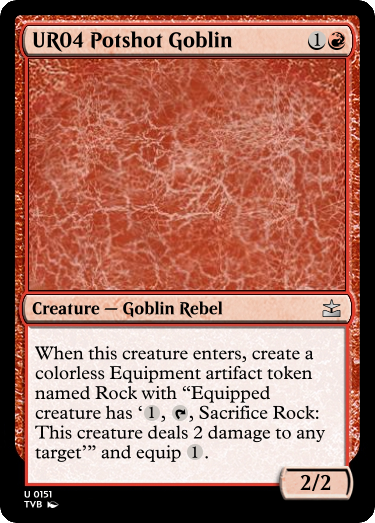 UR04 Potshot Goblin 1
Creature — Goblin Rebel
When this creature enters, create a
colorless Equipment artifact token
named Rock with “Equipped
creature has ‘1, , Sacrifice Rock:
This creature deals 2 damage to any
target’” and equip 1.
2/2
U 0151
TVB